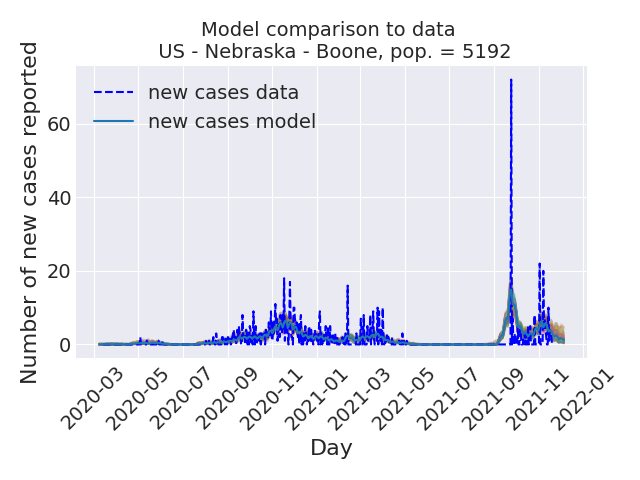 Model comparison to data
US - Nebraska - Boone, pop. = 5192
Number of new cases reported
60
40
20
0
new cases data
new cases model
2020-03
2020-05
2020-07
2020-09
2020-11
2021-01
2021-03
2021-05
2021-07
2021-09
2021-11
2022-01
Day